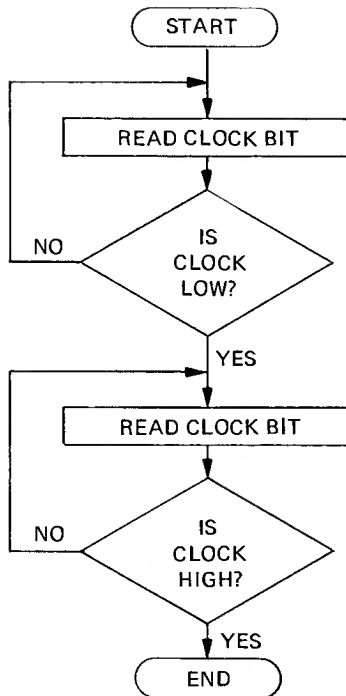 START
READ CLOCK BIT
IS
CLOCK
LOW?
NO
YES
READ CLOCK BIT
IS
CLOCK
HIGH?
NO
YES
END